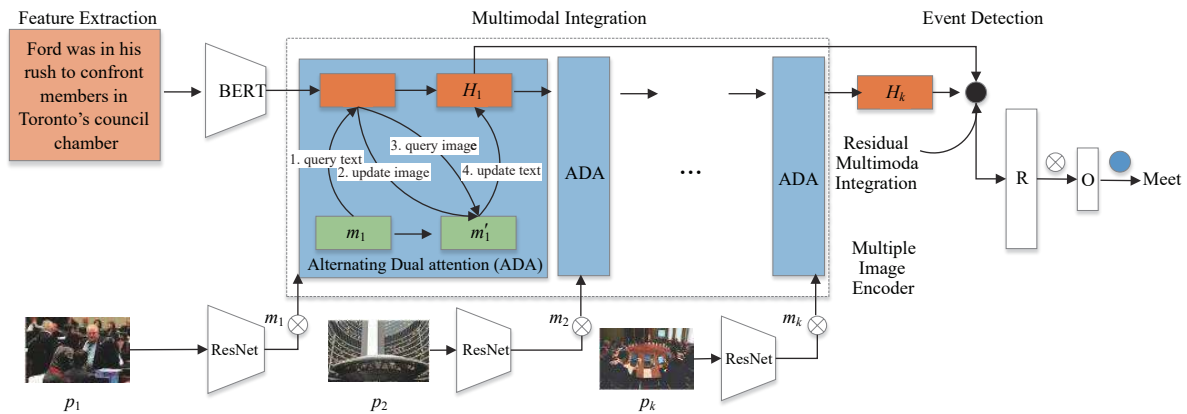 Feature Extraction
Multimodal Integration
Event Detection
Ford was in his
rush to confront
members in
Toronto's council
chamber
BERT
H1
Hk
1. query text
2. update image
3. query image
4. update text
m1
m′1
Alternating Dual attention (ADA)
ADA
...
ADA
Residual
Multimoda
Integration
R
O
Meet
Multiple
Image
Encoder
m1
m2
mk
ResNet
ResNet
ResNet
p1
p2
pk